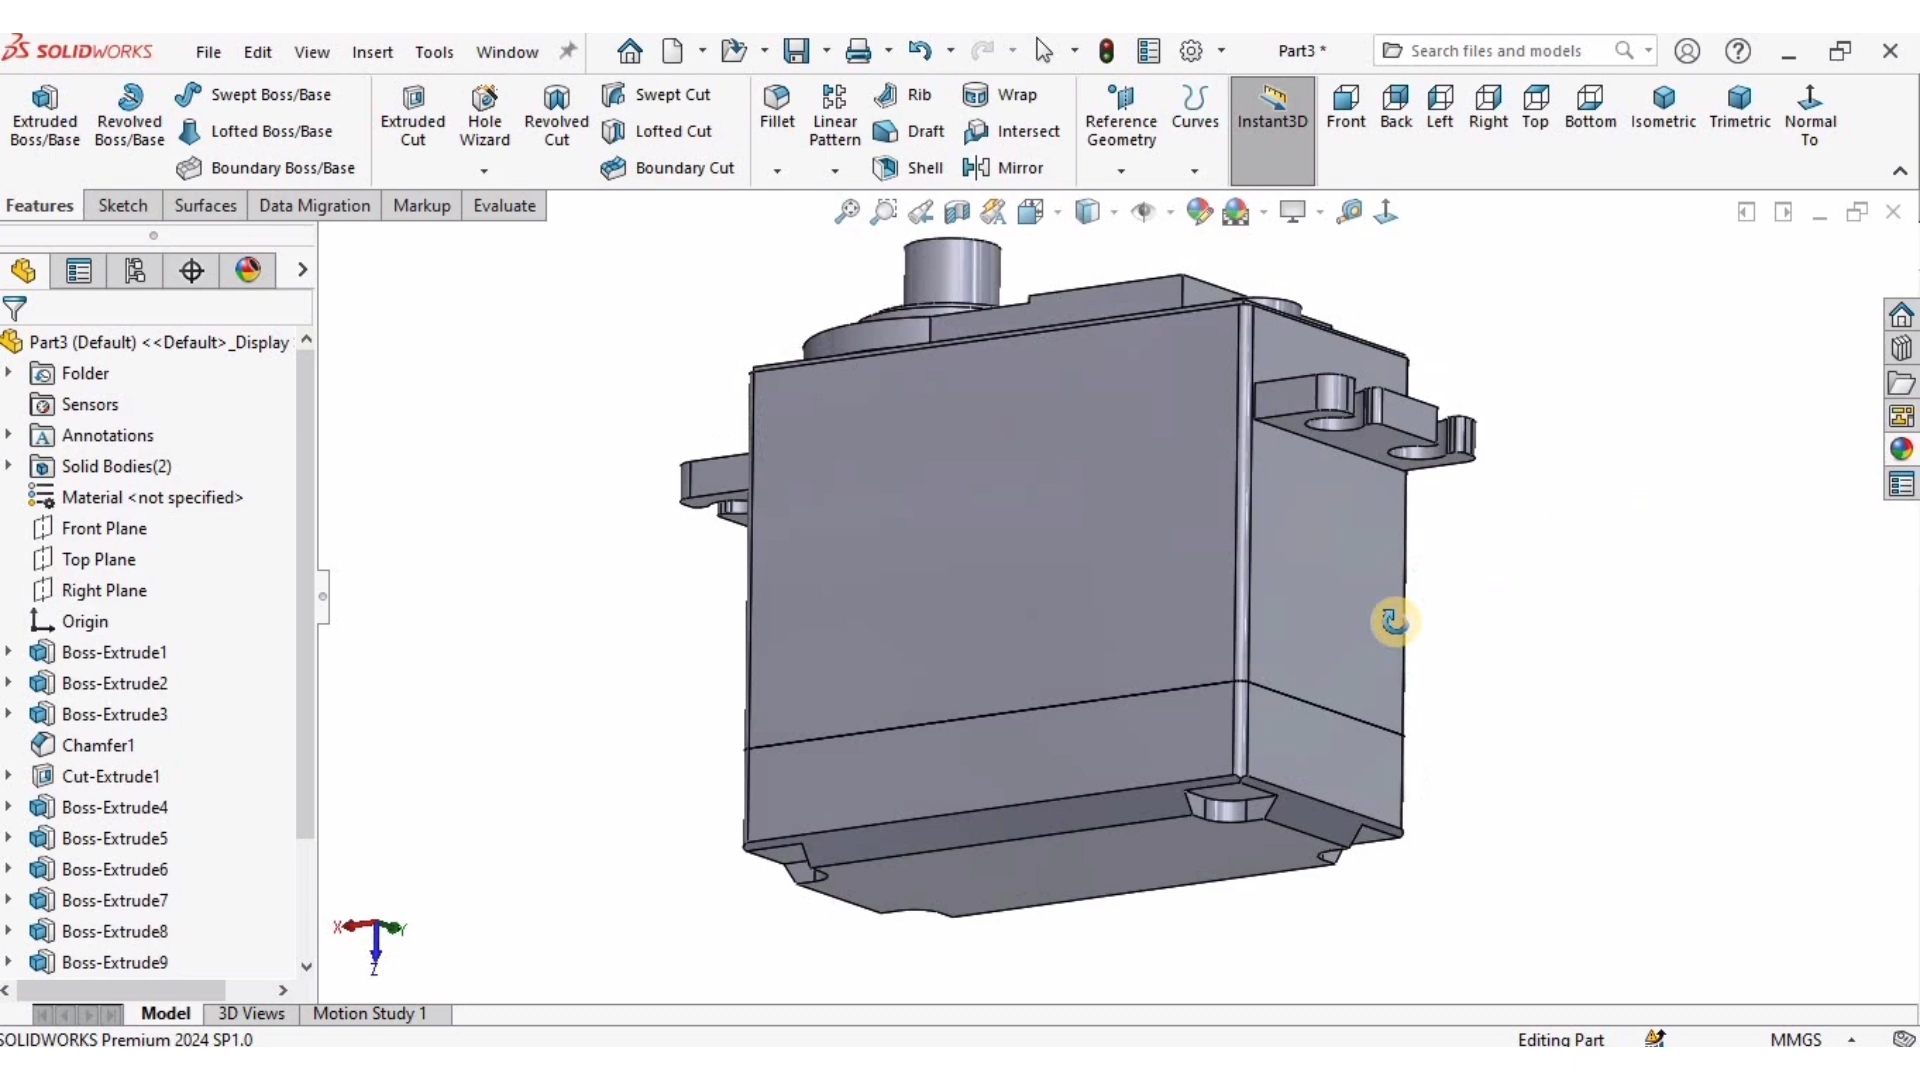 SOLIDWORKS File Edit View Insert Tools Window Part3 * Search files and models
Extruded Boss/Base
Revolved Boss/Base
Swept Boss/Base
Lofted Boss/Base
Boundary Boss/Base
Extruded Cut
Hole Wizard
Revolved Cut
Swept Cut
Lofted Cut
Boundary Cut
Fillet
Linear Pattern
Rib
Draft
Shell
Wrap
Intersect
Mirror
Reference Geometry
Curves
Instant3D
Front Back Left Right Top Bottom Isometric Trimetric Normal To
Features Sketch Surfaces Data Migration Markup Evaluate
Part3 (Default) <<Default>_Display
Folder
Sensors
Annotations
Solid Bodies(2)
Material <not specified>
Front Plane
Top Plane
Right Plane
Origin
Boss-Extrude1
Boss-Extrude2
Boss-Extrude3
Chamfer1
Cut-Extrude1
Boss-Extrude4
Boss-Extrude5
Boss-Extrude6
Boss-Extrude7
Boss-Extrude8
Boss-Extrude9
X Y
Z
Model 3D Views Motion Study 1
SOLIDWORKS Premium 2024 SP1.0 Editing Part MMGS